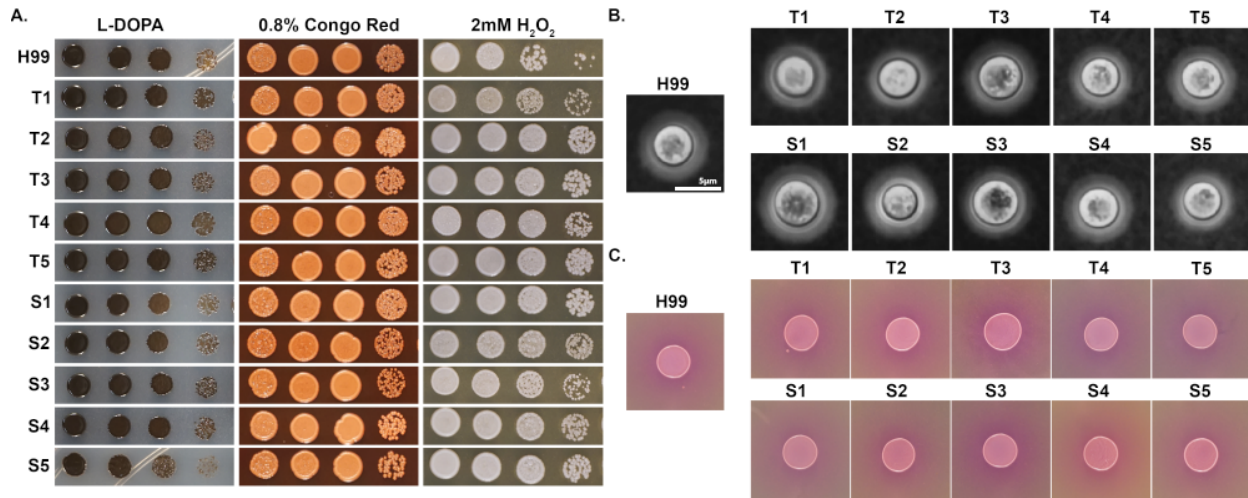 A.
L-DOPA 0.8% Congo Red 2mM H₂O₂
H99
T1
T2
T3
T4
T5
S1
S2
S3
S4
S5
B.
H99
5µm
T1 T2 T3 T4 T5
S1 S2 S3 S4 S5
C.
H99
T1 T2 T3 T4 T5
S1 S2 S3 S4 S5